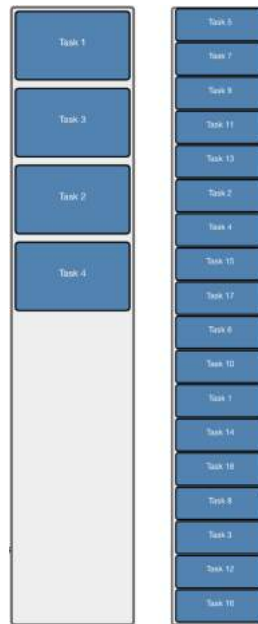 Task 1
Task 3
Task 2
Task 4
Task 5
Task 7
Task 9
Task 11
Task 13
Task 2
Task 4
Task 15
Task 17
Task 6
Task 10
Task 1
Task 14
Task 18
Task 8
Task 3
Task 12
Task 16